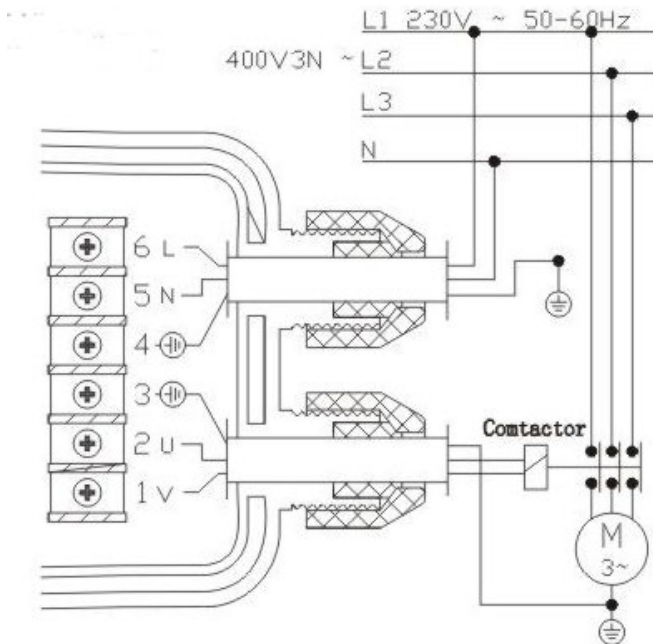 L1 230V ~ 50-60Hz
400V3N ~ L2
L3
N
6 L
5 N
4
3
2 U
1 V
Comtactor
M
3~